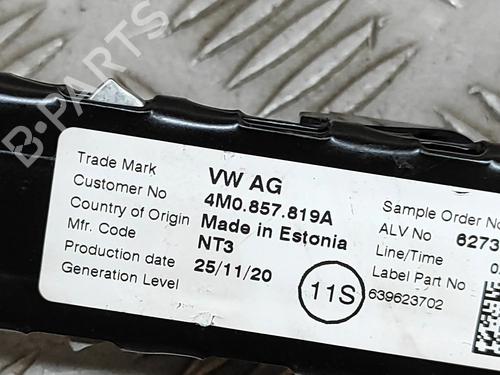 B-PARTS
Trade Mark VW AG
Customer No 4M0.857.819A
Country of Origin Made in Estonia
Mfr. Code NT3
Production date 25/11/20
Generation Level
11S
Sample Order No
ALV No 6273
Line/Time
Label Part No
639623702